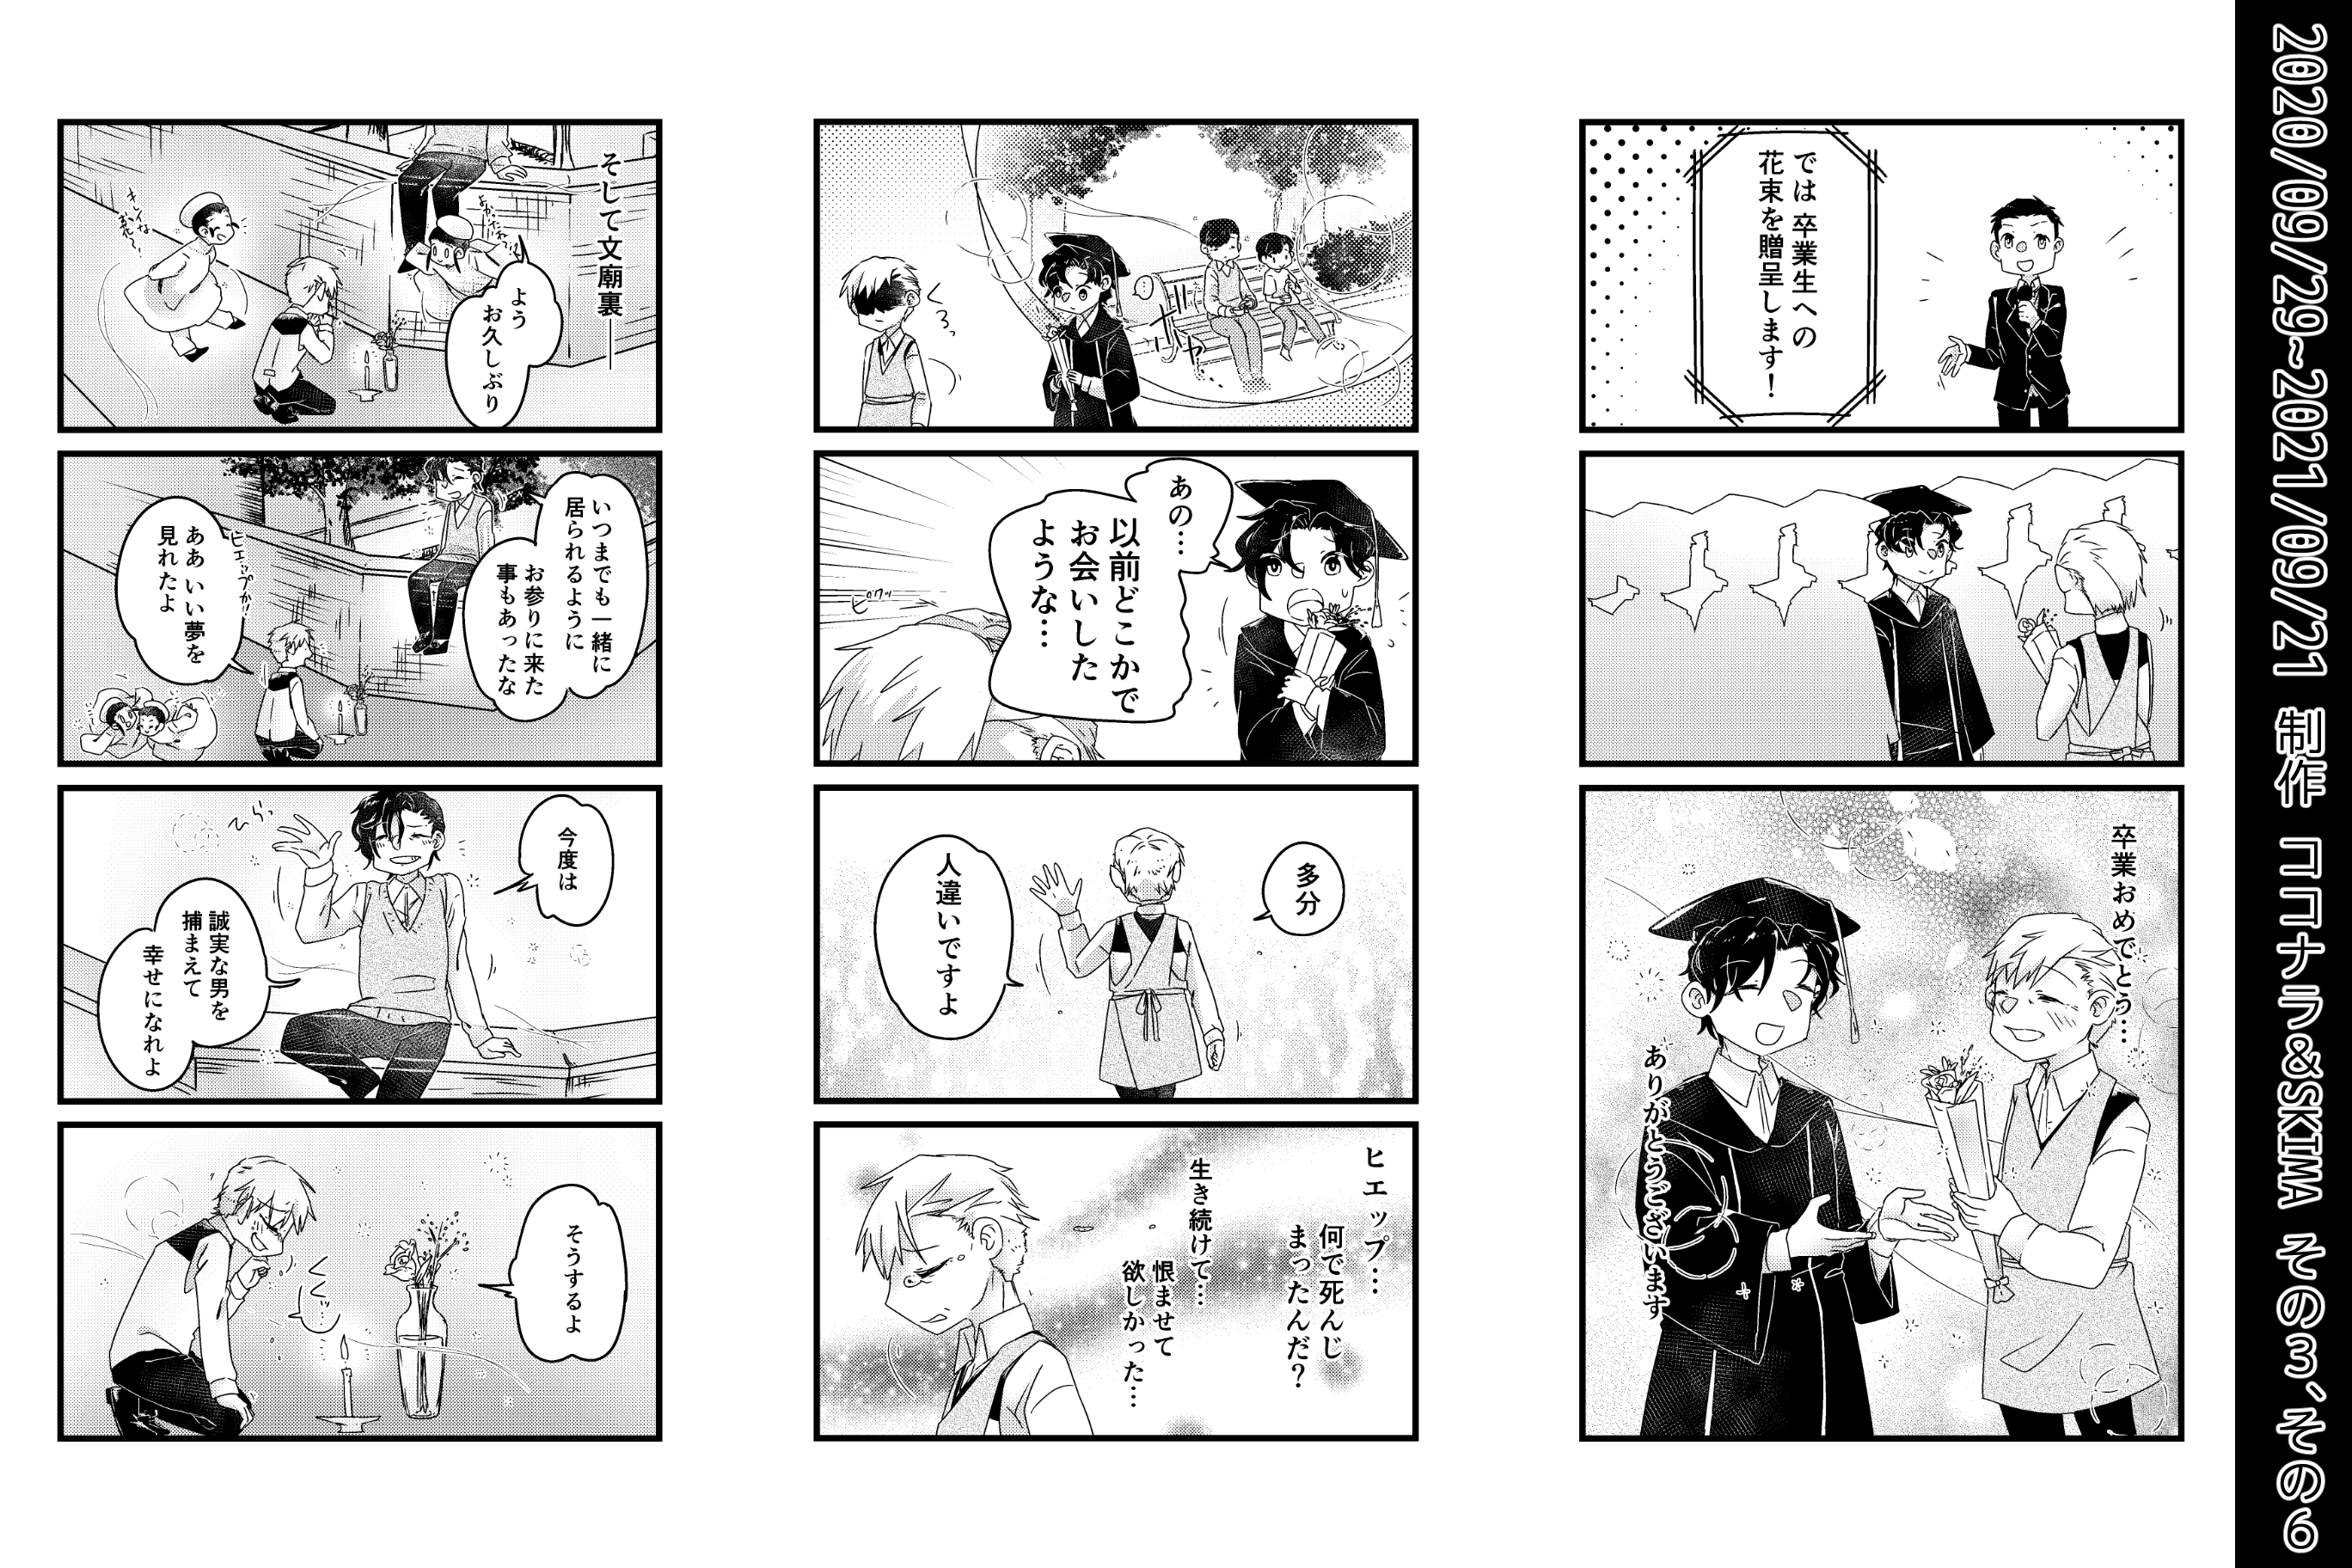 2020/09/29~2021/09/21 制作 ココナラ&SKIMA その3、その6
では 卒業生への
花束を贈呈します!
卒業おめでとう…
ありがとうございます
くるっ
あの…
以前どこかで
お会いした
ような…
ピクッ
多分
人違いですよ
ヒエップ…
何で死んじ
まったんだ?
生き続けて…
恨ませて
欲しかった…
そして文廟裏――
よう
お久しぶり
いつまでも一緒に
居られるように
お参りに来た
事もあったな
ヒエップか!
ああ いい夢を
見れたよ
今度は
ひらっ
誠実な男を
捕まえて
幸せになれよ
そうするよ